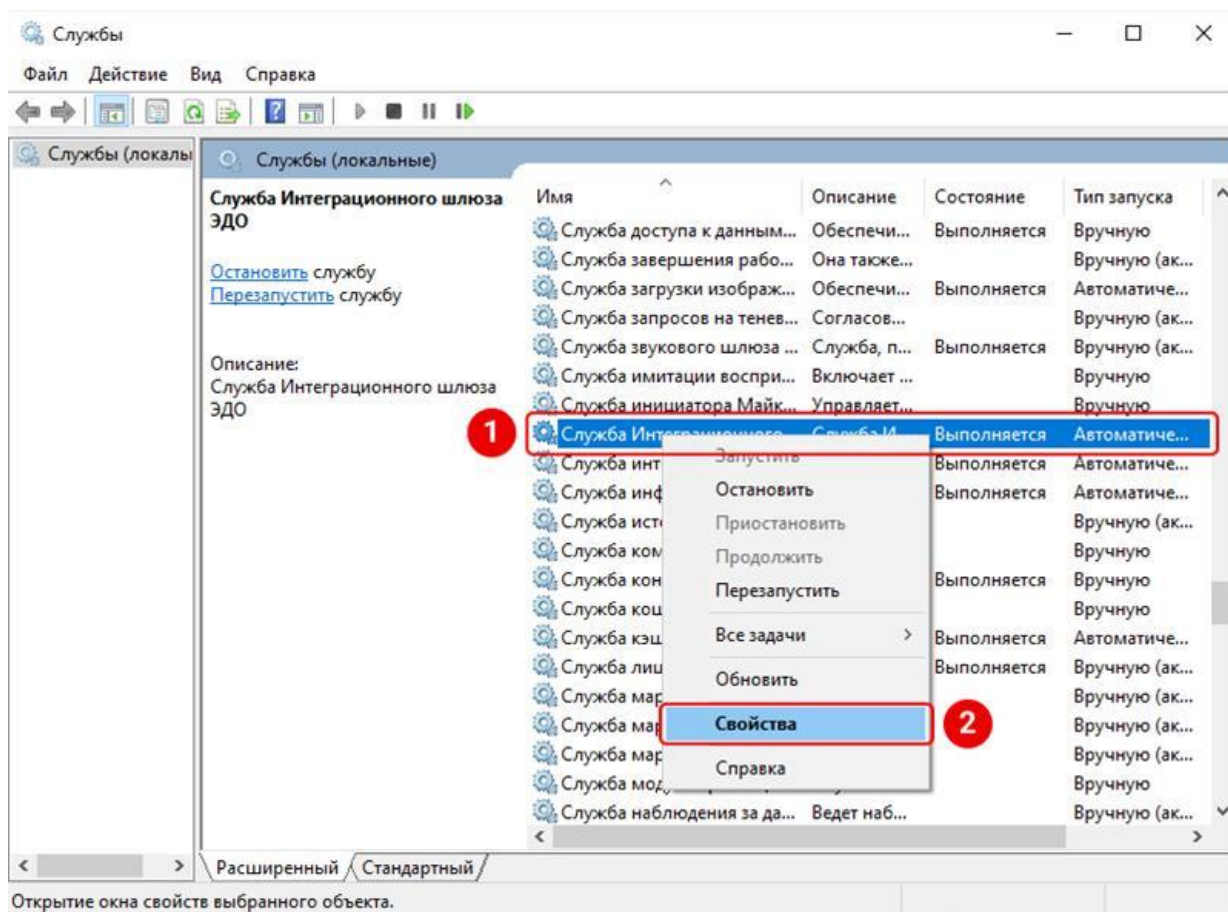 Службы
Файл Действие Вид Справка
Службы (локалы
Службы (локальные)
Служба Интеграционного шлюза
ЭДО
Остановить службу
Перезапустить службу
Описание:
Служба Интеграционного шлюза
ЭДО
Имя Описание Состояние Тип запуска
Служба доступа к данным... Обеспечи... Выполняется Вручную
Служба завершения рабо... Она также... Вручную (ак...
Служба загрузки изображ... Обеспечи... Выполняется Автоматиче...
Служба запросов на тенев... Согласов... Вручную (ак...
Служба звукового шлюза ... Служба, п... Выполняется Вручную (ак...
Служба имитации воспри... Включает ... Вручную
Служба инициатора Майк... Управляет... Вручную
1 Служба Интеграционного... Служба И... Выполняется Автоматиче...
Служба инт Выполняется Автоматиче...
Служба инф Выполняется Автоматиче...
Служба исто Вручную (ак...
Служба ком Вручную
Служба кон Выполняется Вручную
Служба кош Вручную
Служба кэш Выполняется Автоматиче...
Служба лиц Выполняется Вручную (ак...
Служба мар Вручную (ак...
Служба мар Вручную (ак...
Служба мар Вручную (ак...
Служба мод Вручную
Служба наблюдения за да... Ведет наб... Вручную (ак...
Запустить
Остановить
Приостановить
Продолжить
Перезапустить
Все задачи
Обновить
Свойства 2
Справка
Расширенный Стандартный
Открытие окна свойств выбранного объекта.